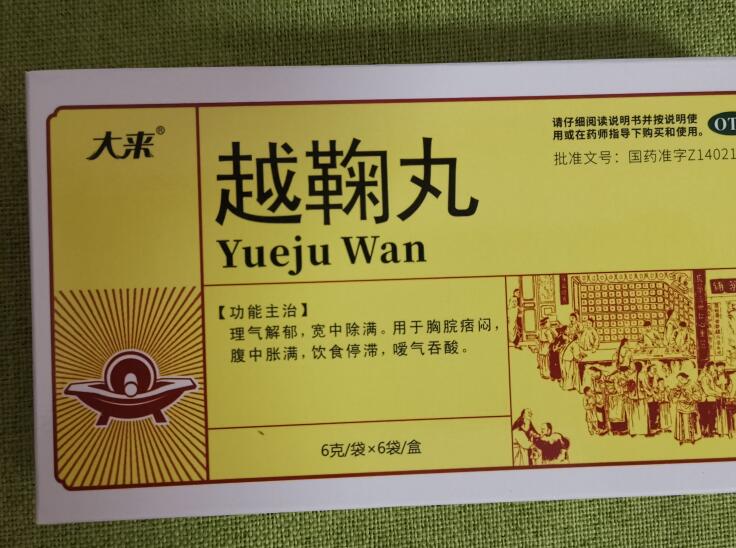 大来®
越鞠丸
Yueju Wan
请仔细阅读说明书并按说明使
用或在药师指导下购买和使用。
OT
批准文号：国药准字Z14021
【功能主治】
理气解郁，宽中除满。用于胸脘痞闷，
腹中胀满，饮食停滞，嗳气吞酸。
6克/袋×6袋/盒